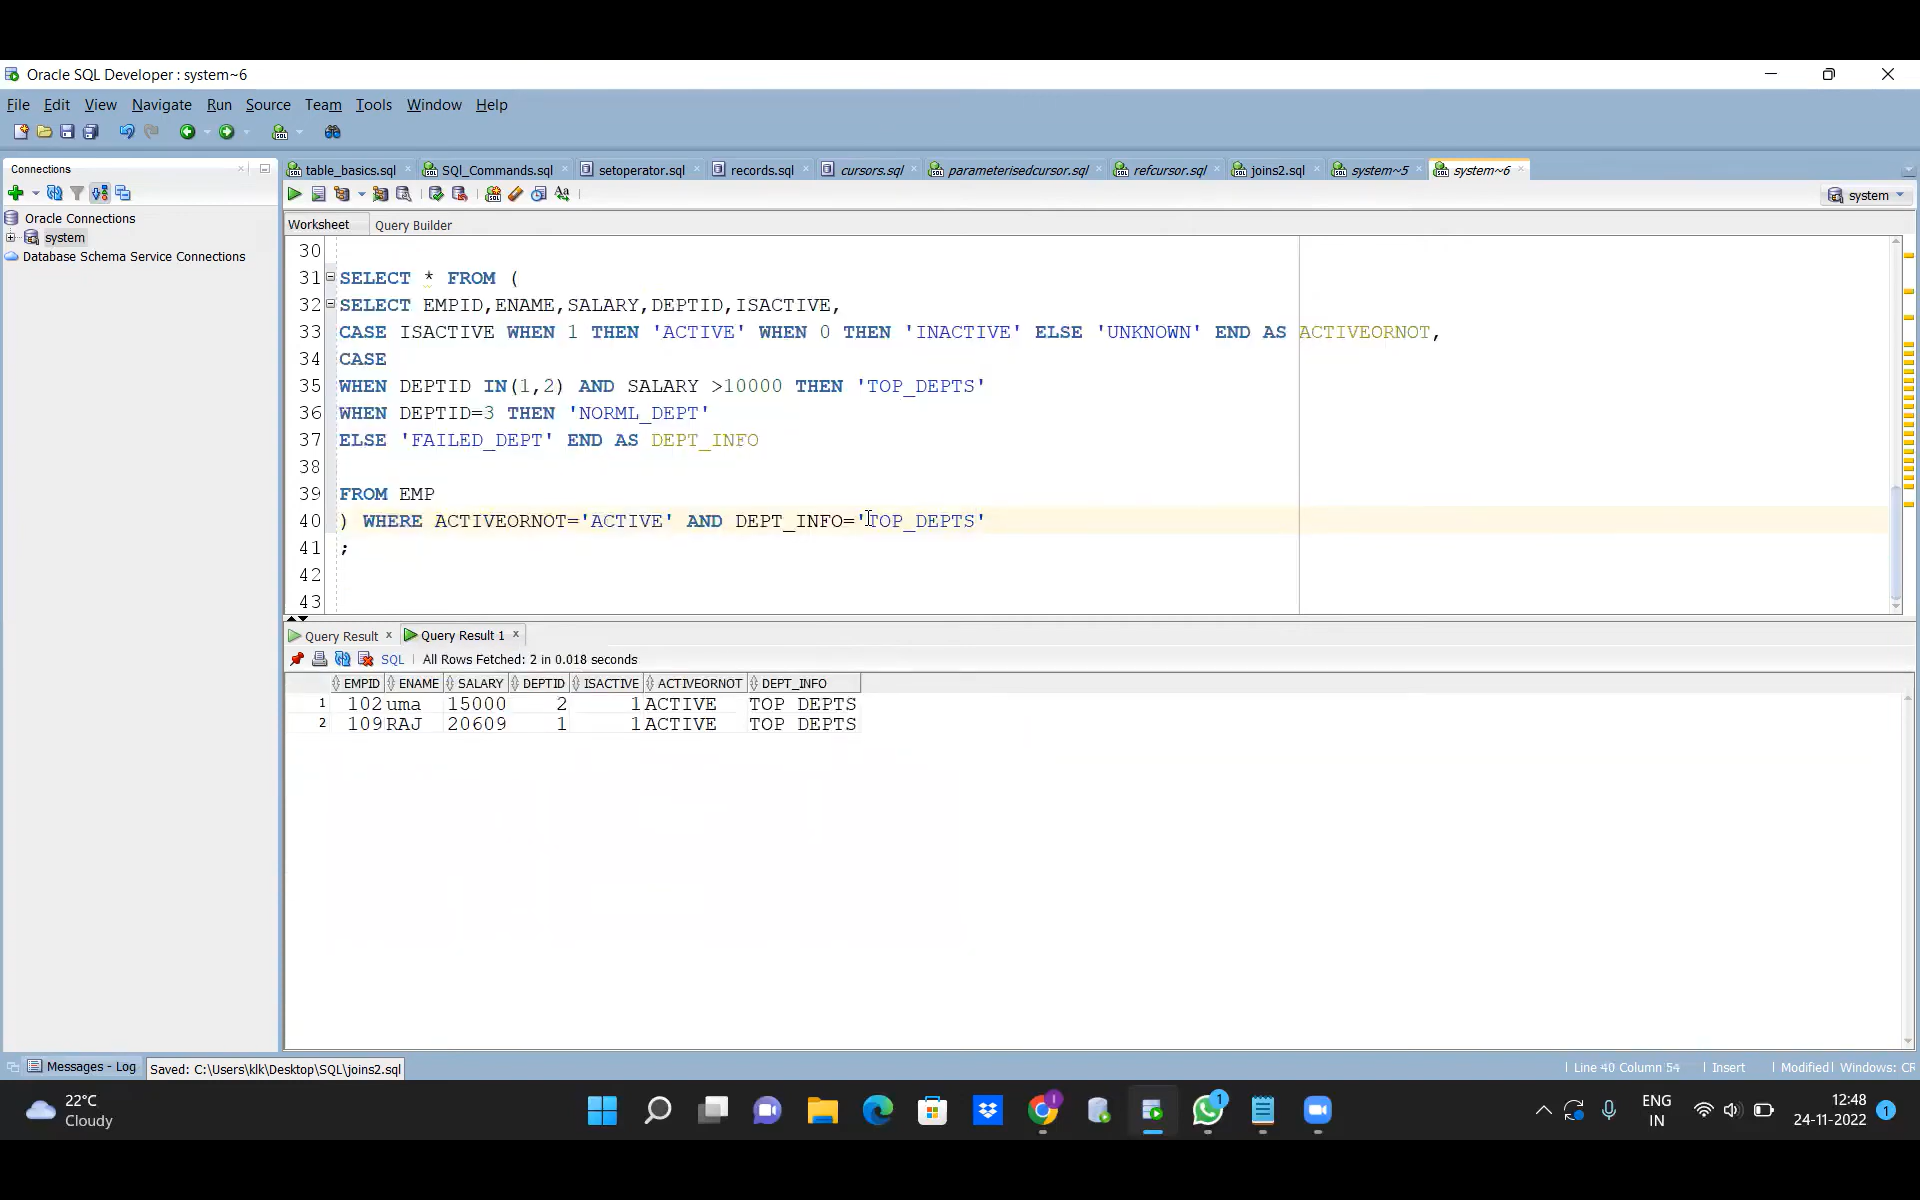 Oracle SQL Developer : system~6
File Edit View Navigate Run Source Team Tools Window Help
Connections
table_basics.sql SQl_Commands.sql setoperator.sql records.sql cursors.sql parameterisedcursor.sql refcursor.sql joins2.sql system~5 system~6
system
Oracle Connections
system
Database Schema Service Connections
Worksheet Query Builder
30
31 SELECT * FROM (
32 SELECT EMPID,ENAME,SALARY,DEPTID,ISACTIVE,
33 CASE ISACTIVE WHEN 1 THEN 'ACTIVE' WHEN 0 THEN 'INACTIVE' ELSE 'UNKNOWN' END AS ACTIVEORNOT,
34 CASE
35 WHEN DEPTID IN(1,2) AND SALARY >10000 THEN 'TOP_DEPTS'
36 WHEN DEPTID=3 THEN 'NORML_DEPT'
37 ELSE 'FAILED_DEPT' END AS DEPT_INFO
38
39 FROM EMP
40 ) WHERE ACTIVEORNOT='ACTIVE' AND DEPT_INFO='TOP_DEPTS'
41 ;
42
43
Query Result Query Result 1
SQL All Rows Fetched: 2 in 0.018 seconds
EMPID ENAME SALARY DEPTID ISACTIVE ACTIVEORNOT DEPT_INFO
1 102 uma 15000 2 1 ACTIVE TOP DEPTS
2 109 RAJ 20609 1 1 ACTIVE TOP DEPTS
Messages - Log Saved: C:\Users\klk\Desktop\SQL\joins2.sql
Line 40 Column 54 Insert Modified Windows: CR
22°C
Cloudy
1
ENG
IN
12:48
24-11-2022
1